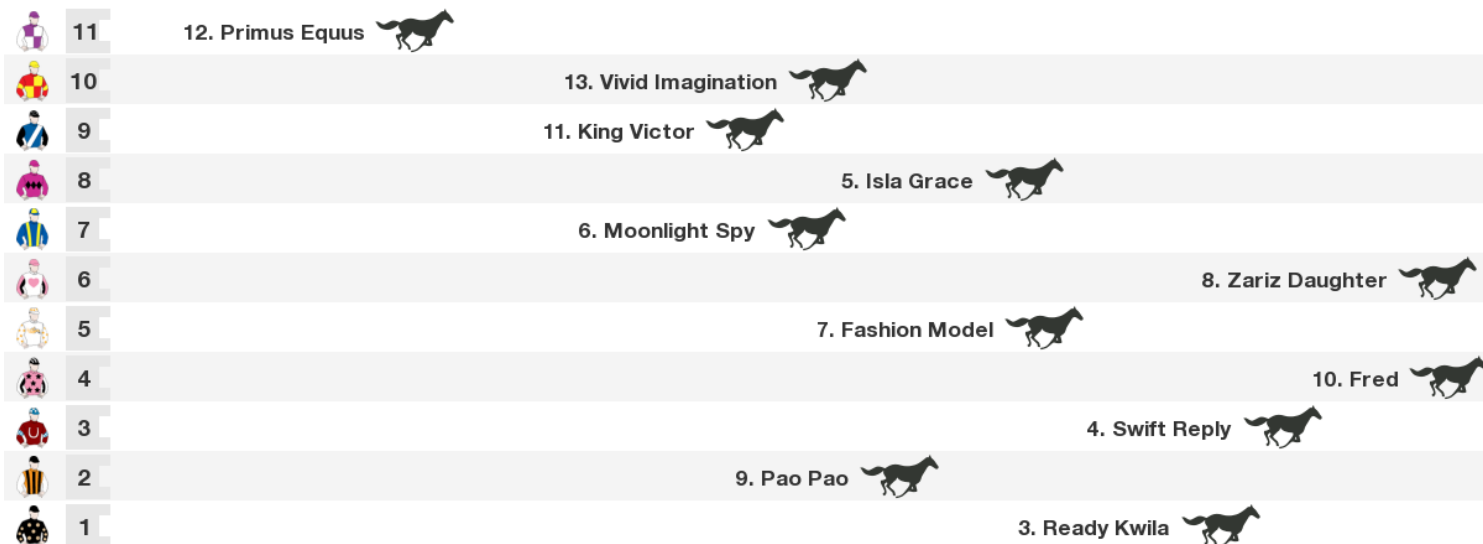 11 12. Primus Equus
10 13. Vivid Imagination
9 11. King Victor
8 5. Isla Grace
7 6. Moonlight Spy
6 8. Zariz Daughter
5 7. Fashion Model
4 10. Fred
3 4. Swift Reply
2 9. Pao Pao
1 3. Ready Kwila